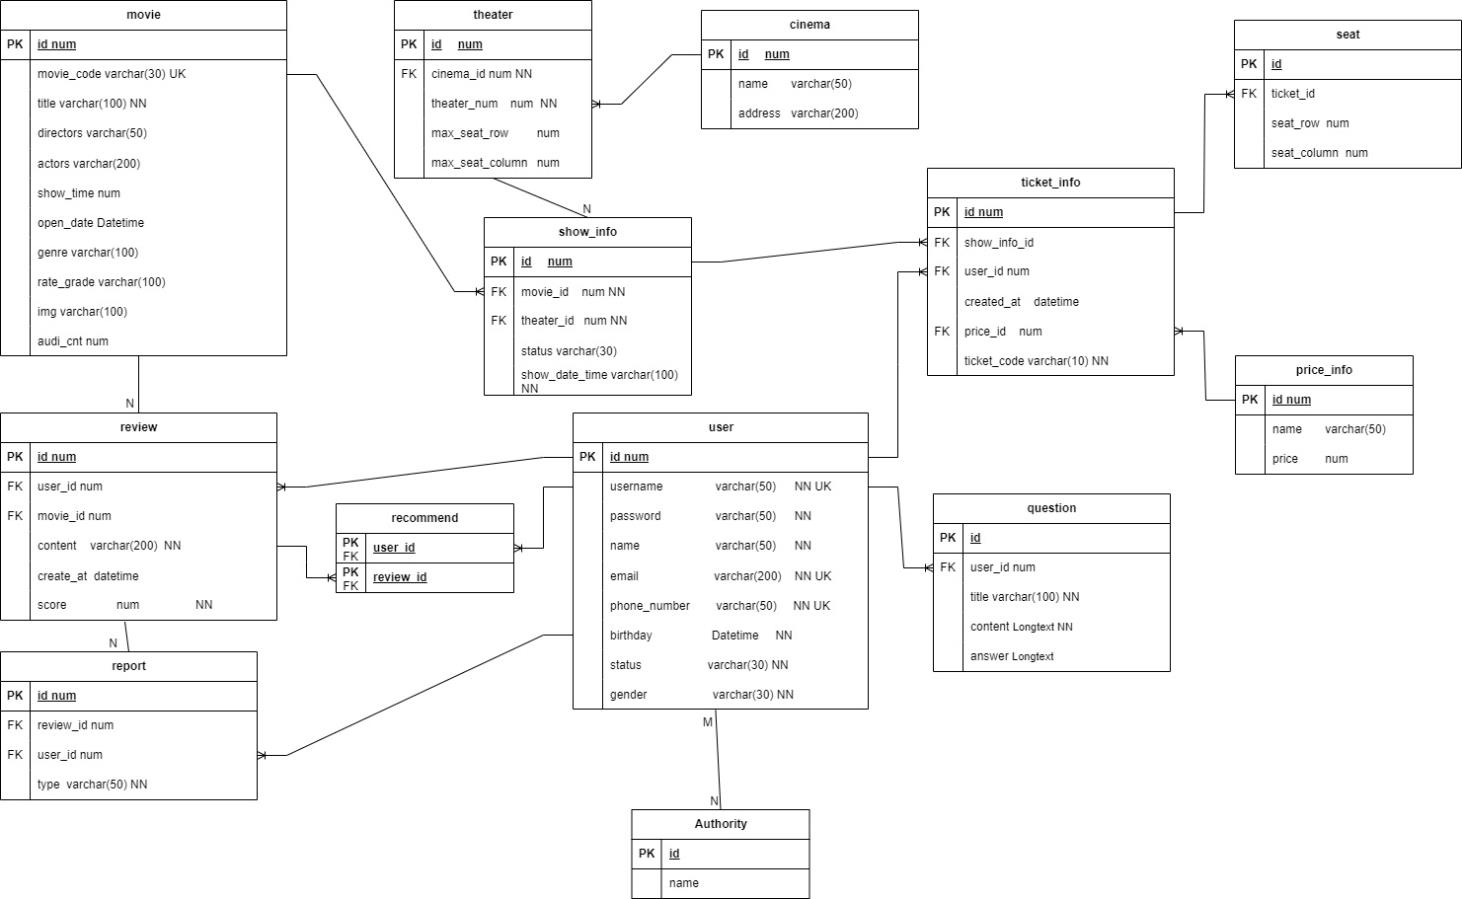 movie
PK id num
movie_code varchar(30) UK
title varchar(100) NN
directors varchar(50)
actors varchar(200)
show_time num
open_date Datetime
genre varchar(100)
rate_grade varchar(100)
img varchar(100)
audi_cnt num
N
theater
PK id num
FK cinema_id num NN
theater_num num NN
max_seat_row num
max_seat_column num
N
cinema
PK id num
name varchar(50)
address varchar(200)
seat
PK id
FK ticket_id
seat_row num
seat_column num
show_info
PK id num
FK movie_id num NN
FK theater_id num NN
status varchar(30)
show_date_time varchar(100)
NN
ticket_info
PK id num
FK show_info_id
FK user_id num
created_at datetime
FK price_id num
ticket_code varchar(10) NN
price_info
PK id num
name varchar(50)
price num
review
PK id num
FK user_id num
FK movie_id num
content varchar(200) NN
create_at datetime
score num NN
N
recommend
PK
FK user_id
PK
FK review_id
user
PK id num
username varchar(50) NN UK
password varchar(50) NN
name varchar(50) NN
email varchar(200) NN UK
phone_number varchar(50) NN UK
birthday Datetime NN
status varchar(30) NN
gender varchar(30) NN
M
N
question
PK id
FK user_id num
title varchar(100) NN
content Longtext NN
answer Longtext
report
PK id num
FK review_id num
FK user_id num
type varchar(50) NN
Authority
PK id
name